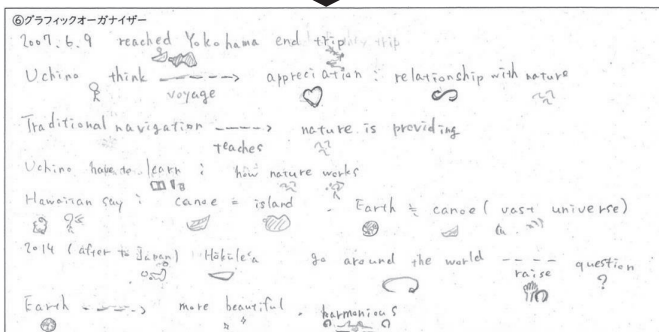 ⑥グラフィックオーガナイザー
2007.6.9 reached Yokohama end trip
Uchino think ----> appreciation : relationship with nature
voyage
Traditional navigation ----> nature is providing
teaches
Uchino have to learn : how nature works
Hawaiian say : canoe = island . Earth ≒ canoe ( vast universe)
2014 (after to Japan) Hōkūle'a go around the world ---- question
raise ?
Earth ----> more beautiful . harmonious